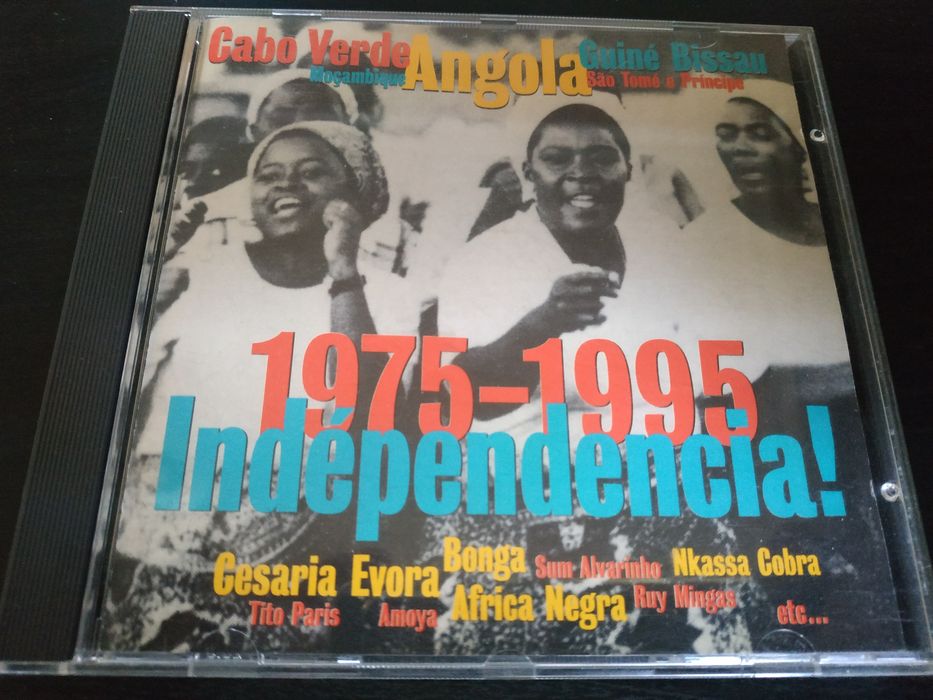 Cabo Verde Angola Guiné Bissau
Moçambique São Tomé e Príncipe
1975-1995
Indépendencia!
Cesaria Evora Bonga Sum Alvarinho Nkassa Cobra
Tito Paris Amoya Africa Negra Ruy Mingas etc...